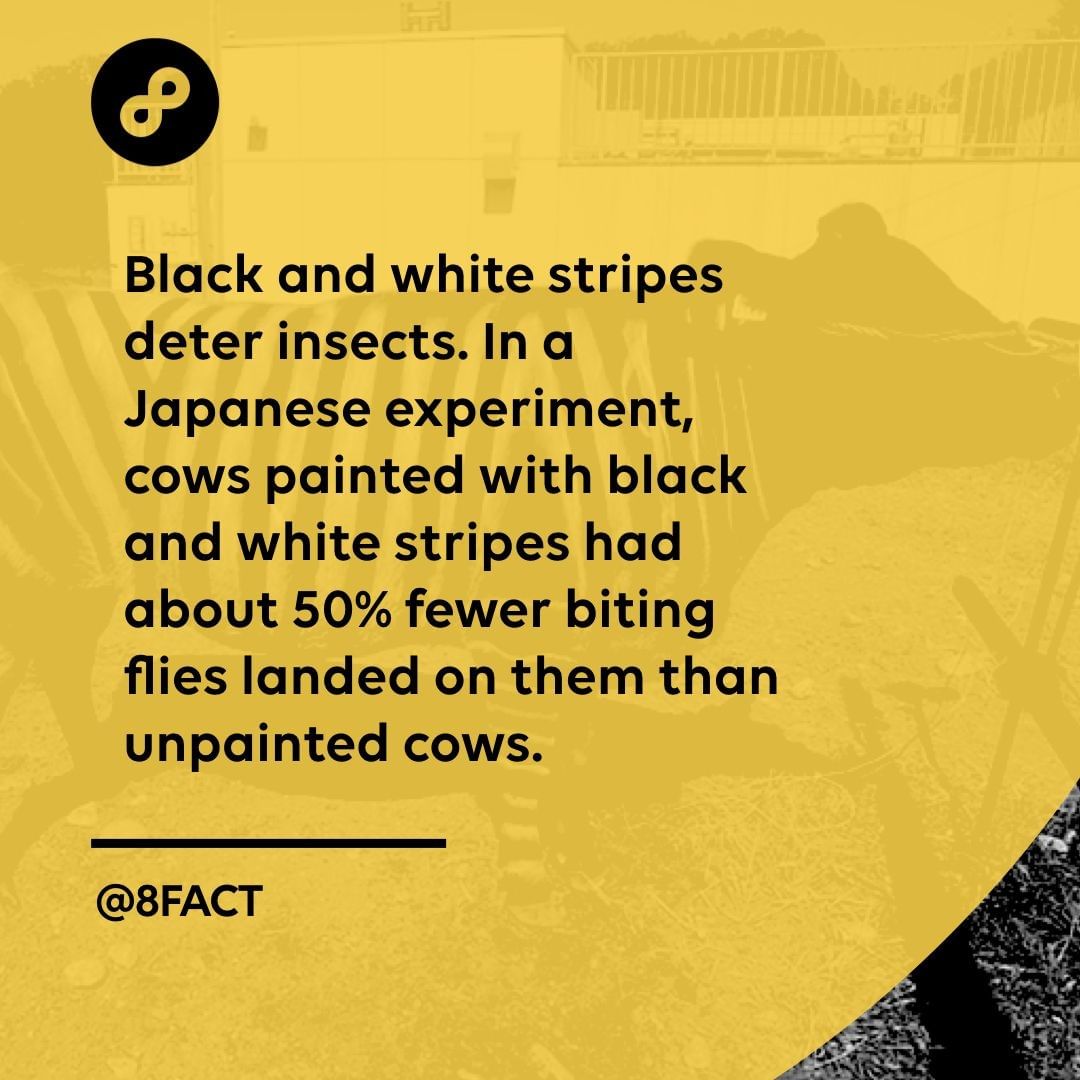 Black and white stripes
deter insects. In a
Japanese experiment,
cows painted with black
and white stripes had
about 50% fewer biting
flies landed on them than
unpainted cows.
@8FACT